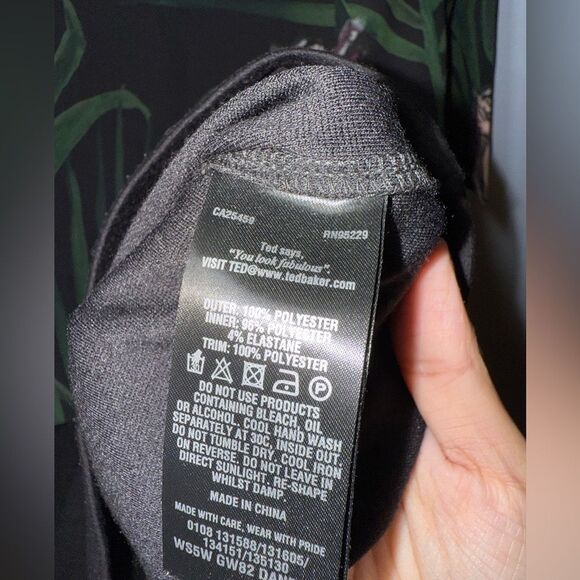 CA25459 RN95229
Ted says,
"You look fabulous".
VISIT TED@www.tedbaker.com
OUTER: 100% POLYESTER
INNER: 96% POLYESTER
4% ELASTANE
TRIM: 100% POLYESTER
P
DO NOT USE PRODUCTS
CONTAINING BLEACH, OIL
OR ALCOHOL. COOL HAND WASH
SEPARATELY AT 30C, INSIDE OUT
DO NOT TUMBLE DRY. COOL IRON
ON REVERSE. DO NOT LEAVE IN
DIRECT SUNLIGHT, RE-SHAPE
WHILST DAMP.
MADE IN CHINA
MADE WITH CARE, WEAR WITH PRIDE
0108 131588/131605/
134151/135130
WS5W GW82